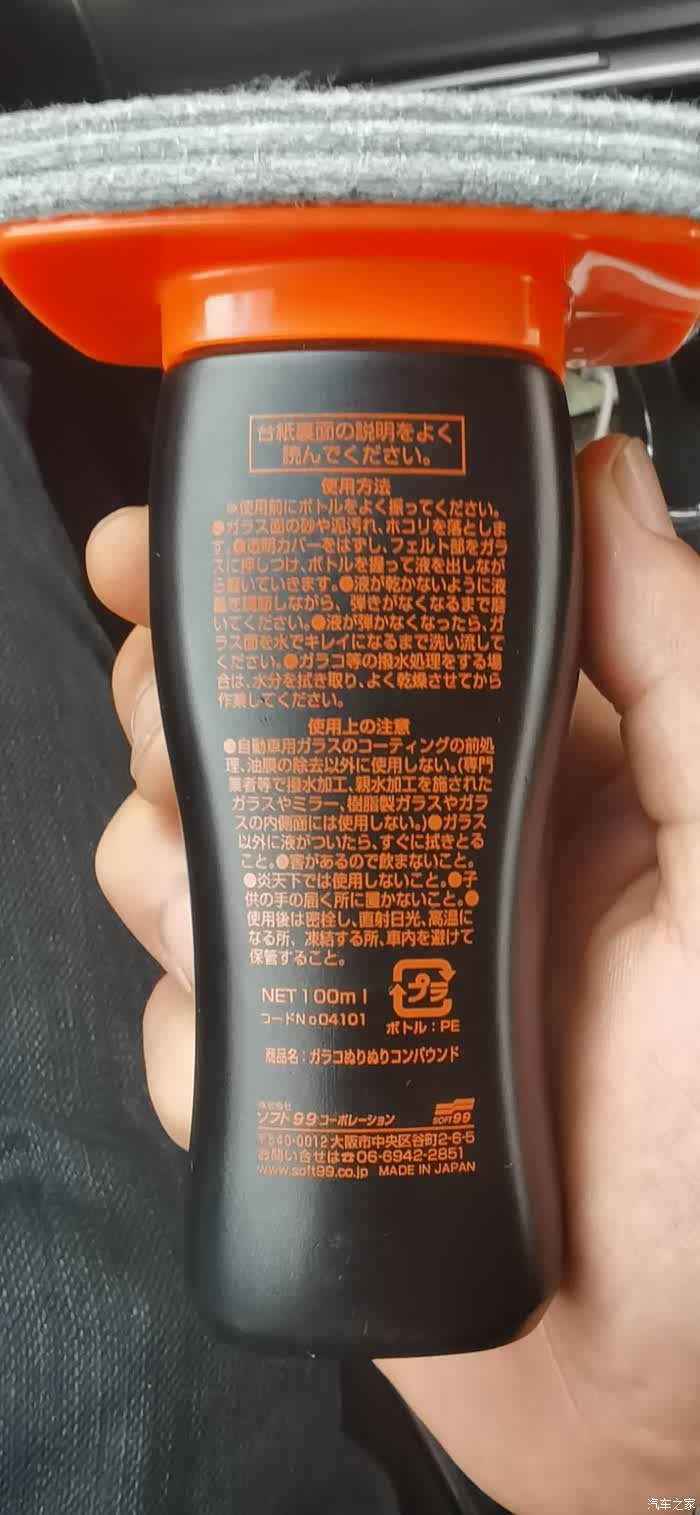 台紙裏面の説明をよく
読んでください。
使用方法
※使用前にボトルをよく振ってください。
●ガラス面の砂や泥汚れ、ホコリを落としま
す。●透明カバーをはずし、フェルト部をガラ
スに押しつけ、ボトルを握って液を出しなが
ら磨いていきます。●液が乾かないように液
量を調節しながら、弾きがなくなるまで磨
いてください。●液が弾かなくなったら、ガ
ラス面を水でキレイになるまで洗い流して
ください。●ガラコ等の撥水処理をする場
合は、水分を拭き取り、よく乾燥させてから
作業してください。
使用上の注意
●自動車用ガラスのコーティングの前処
理、油膜の除去以外に使用しない。(専門
業者等で撥水加工、親水加工を施された
ガラスやミラー、樹脂製ガラスやガラ
スの内側面には使用しない。)●ガラス
以外に液がついたら、すぐに拭きとる
こと。●害があるので飲まないこと。
●炎天下では使用しないこと。●子
供の手の届く所に置かないこと。●
使用後は密栓し、直射日光、高温に
なる所、凍結する所、車内を避けて
保管すること。
NET 100ml
プラ
コードNo04101
ボトル:PE
商品名:ガラコぬりぬりコンパウンド
株式会社
ソフト99コーポレーション
SOFT99
〒540-0012 大阪市中央区谷町2-6-5
お問い合せは☎06-6942-2851
www.soft99.co.jp MADE IN JAPAN
汽车之家